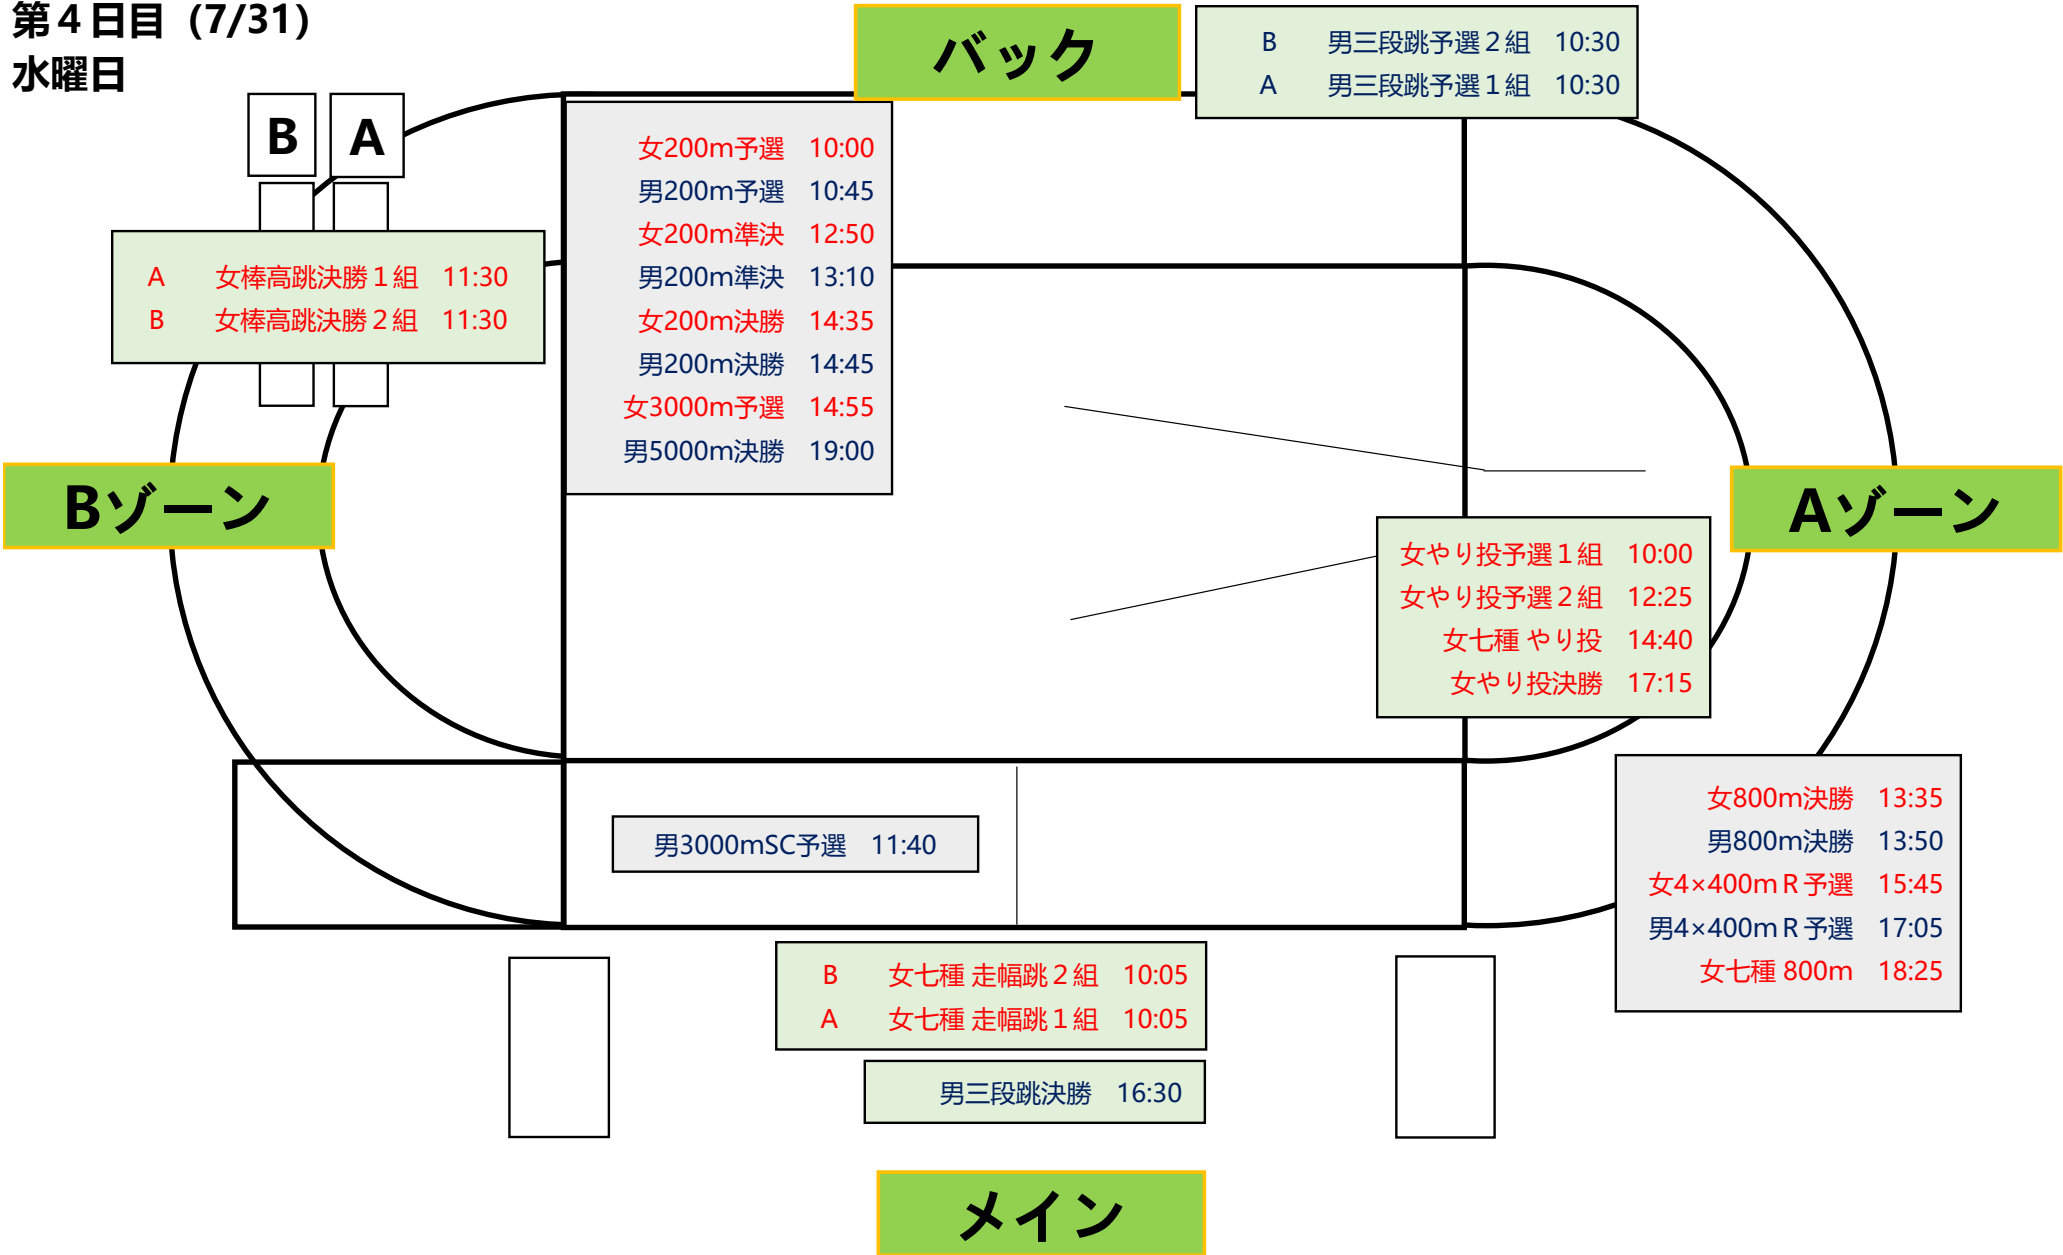 第４日目（7/31）
水曜日
バック
B 男三段跳予選２組 10:30
A 男三段跳予選１組 10:30
B A
女200m予選 10:00
男200m予選 10:45
女200m準決 12:50
男200m準決 13:10
女200m決勝 14:35
男200m決勝 14:45
女3000m予選 14:55
男5000m決勝 19:00
A 女棒高跳決勝１組 11:30
B 女棒高跳決勝２組 11:30
Bゾーン
Aゾーン
女やり投予選１組 10:00
女やり投予選２組 12:25
女七種 やり投 14:40
女やり投決勝 17:15
女800m決勝 13:35
男800m決勝 13:50
女4×400mＲ予選 15:45
男4×400mＲ予選 17:05
女七種 800m 18:25
男3000mSC予選 11:40
B 女七種 走幅跳２組 10:05
A 女七種 走幅跳１組 10:05
男三段跳決勝 16:30
メイン